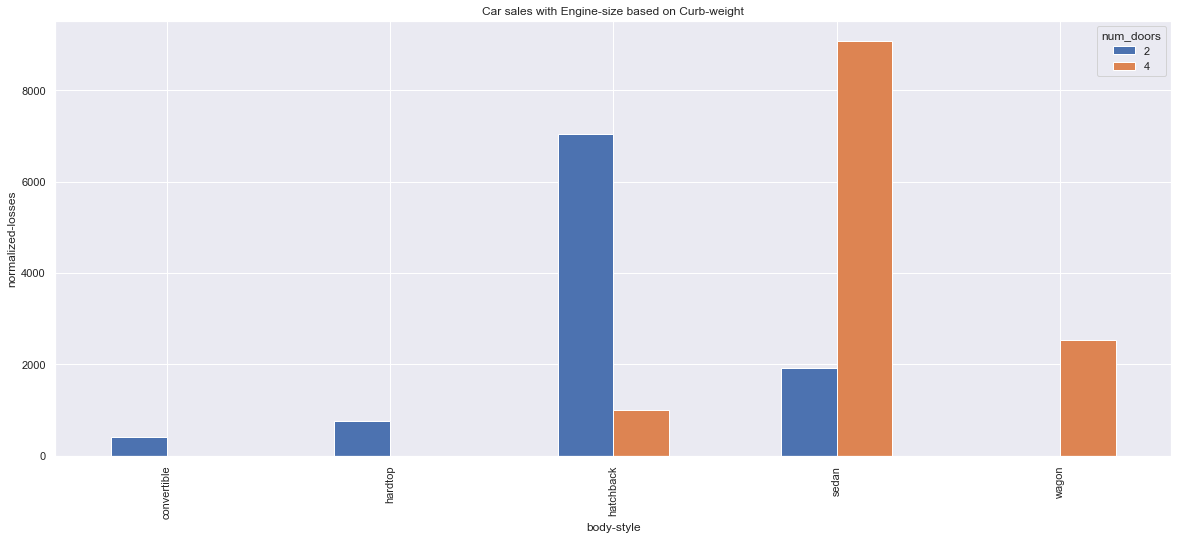 Car sales with Engine-size based on Curb-weight
num_doors
2
4
normalized-losses
8000
6000
4000
2000
0
convertible
hardtop
hatchback
sedan
wagon
body-style